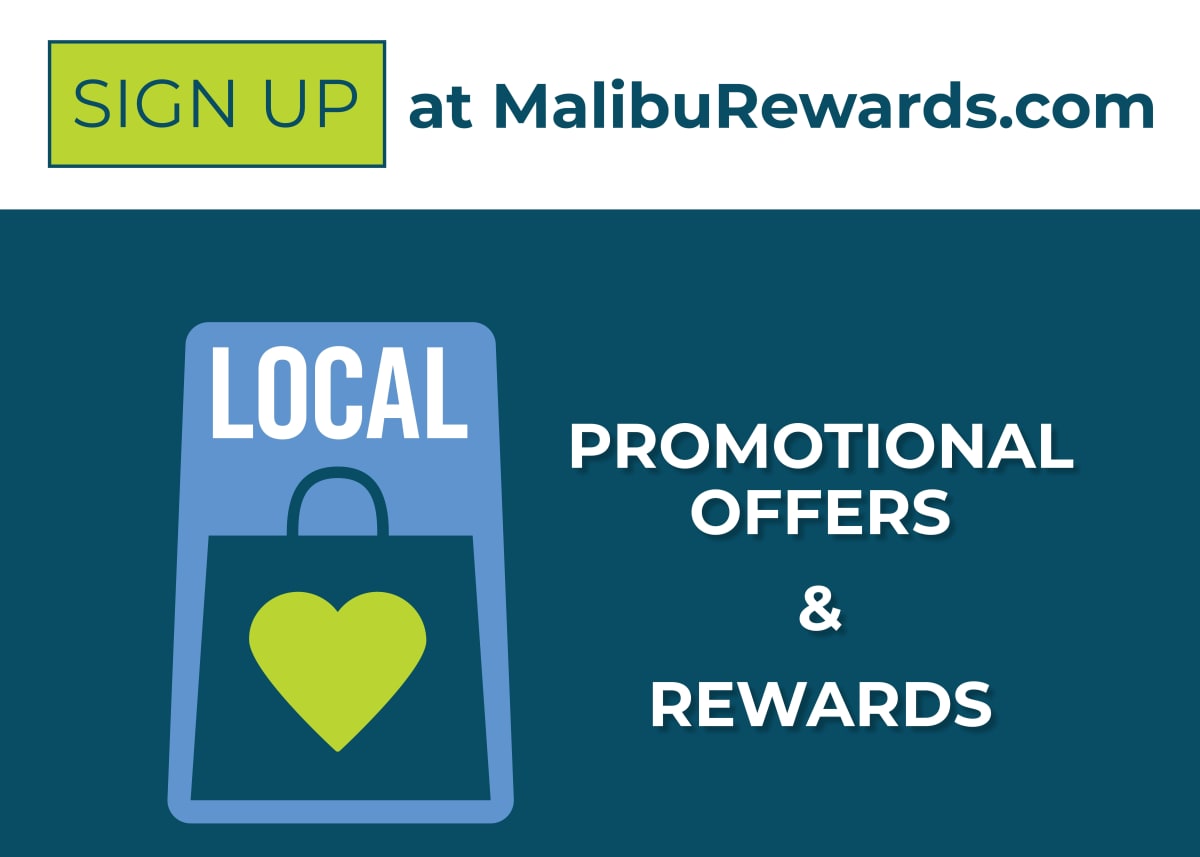 SIGN UP at MalibuRewards.com
LOCAL
PROMOTIONAL
OFFERS
&
REWARDS